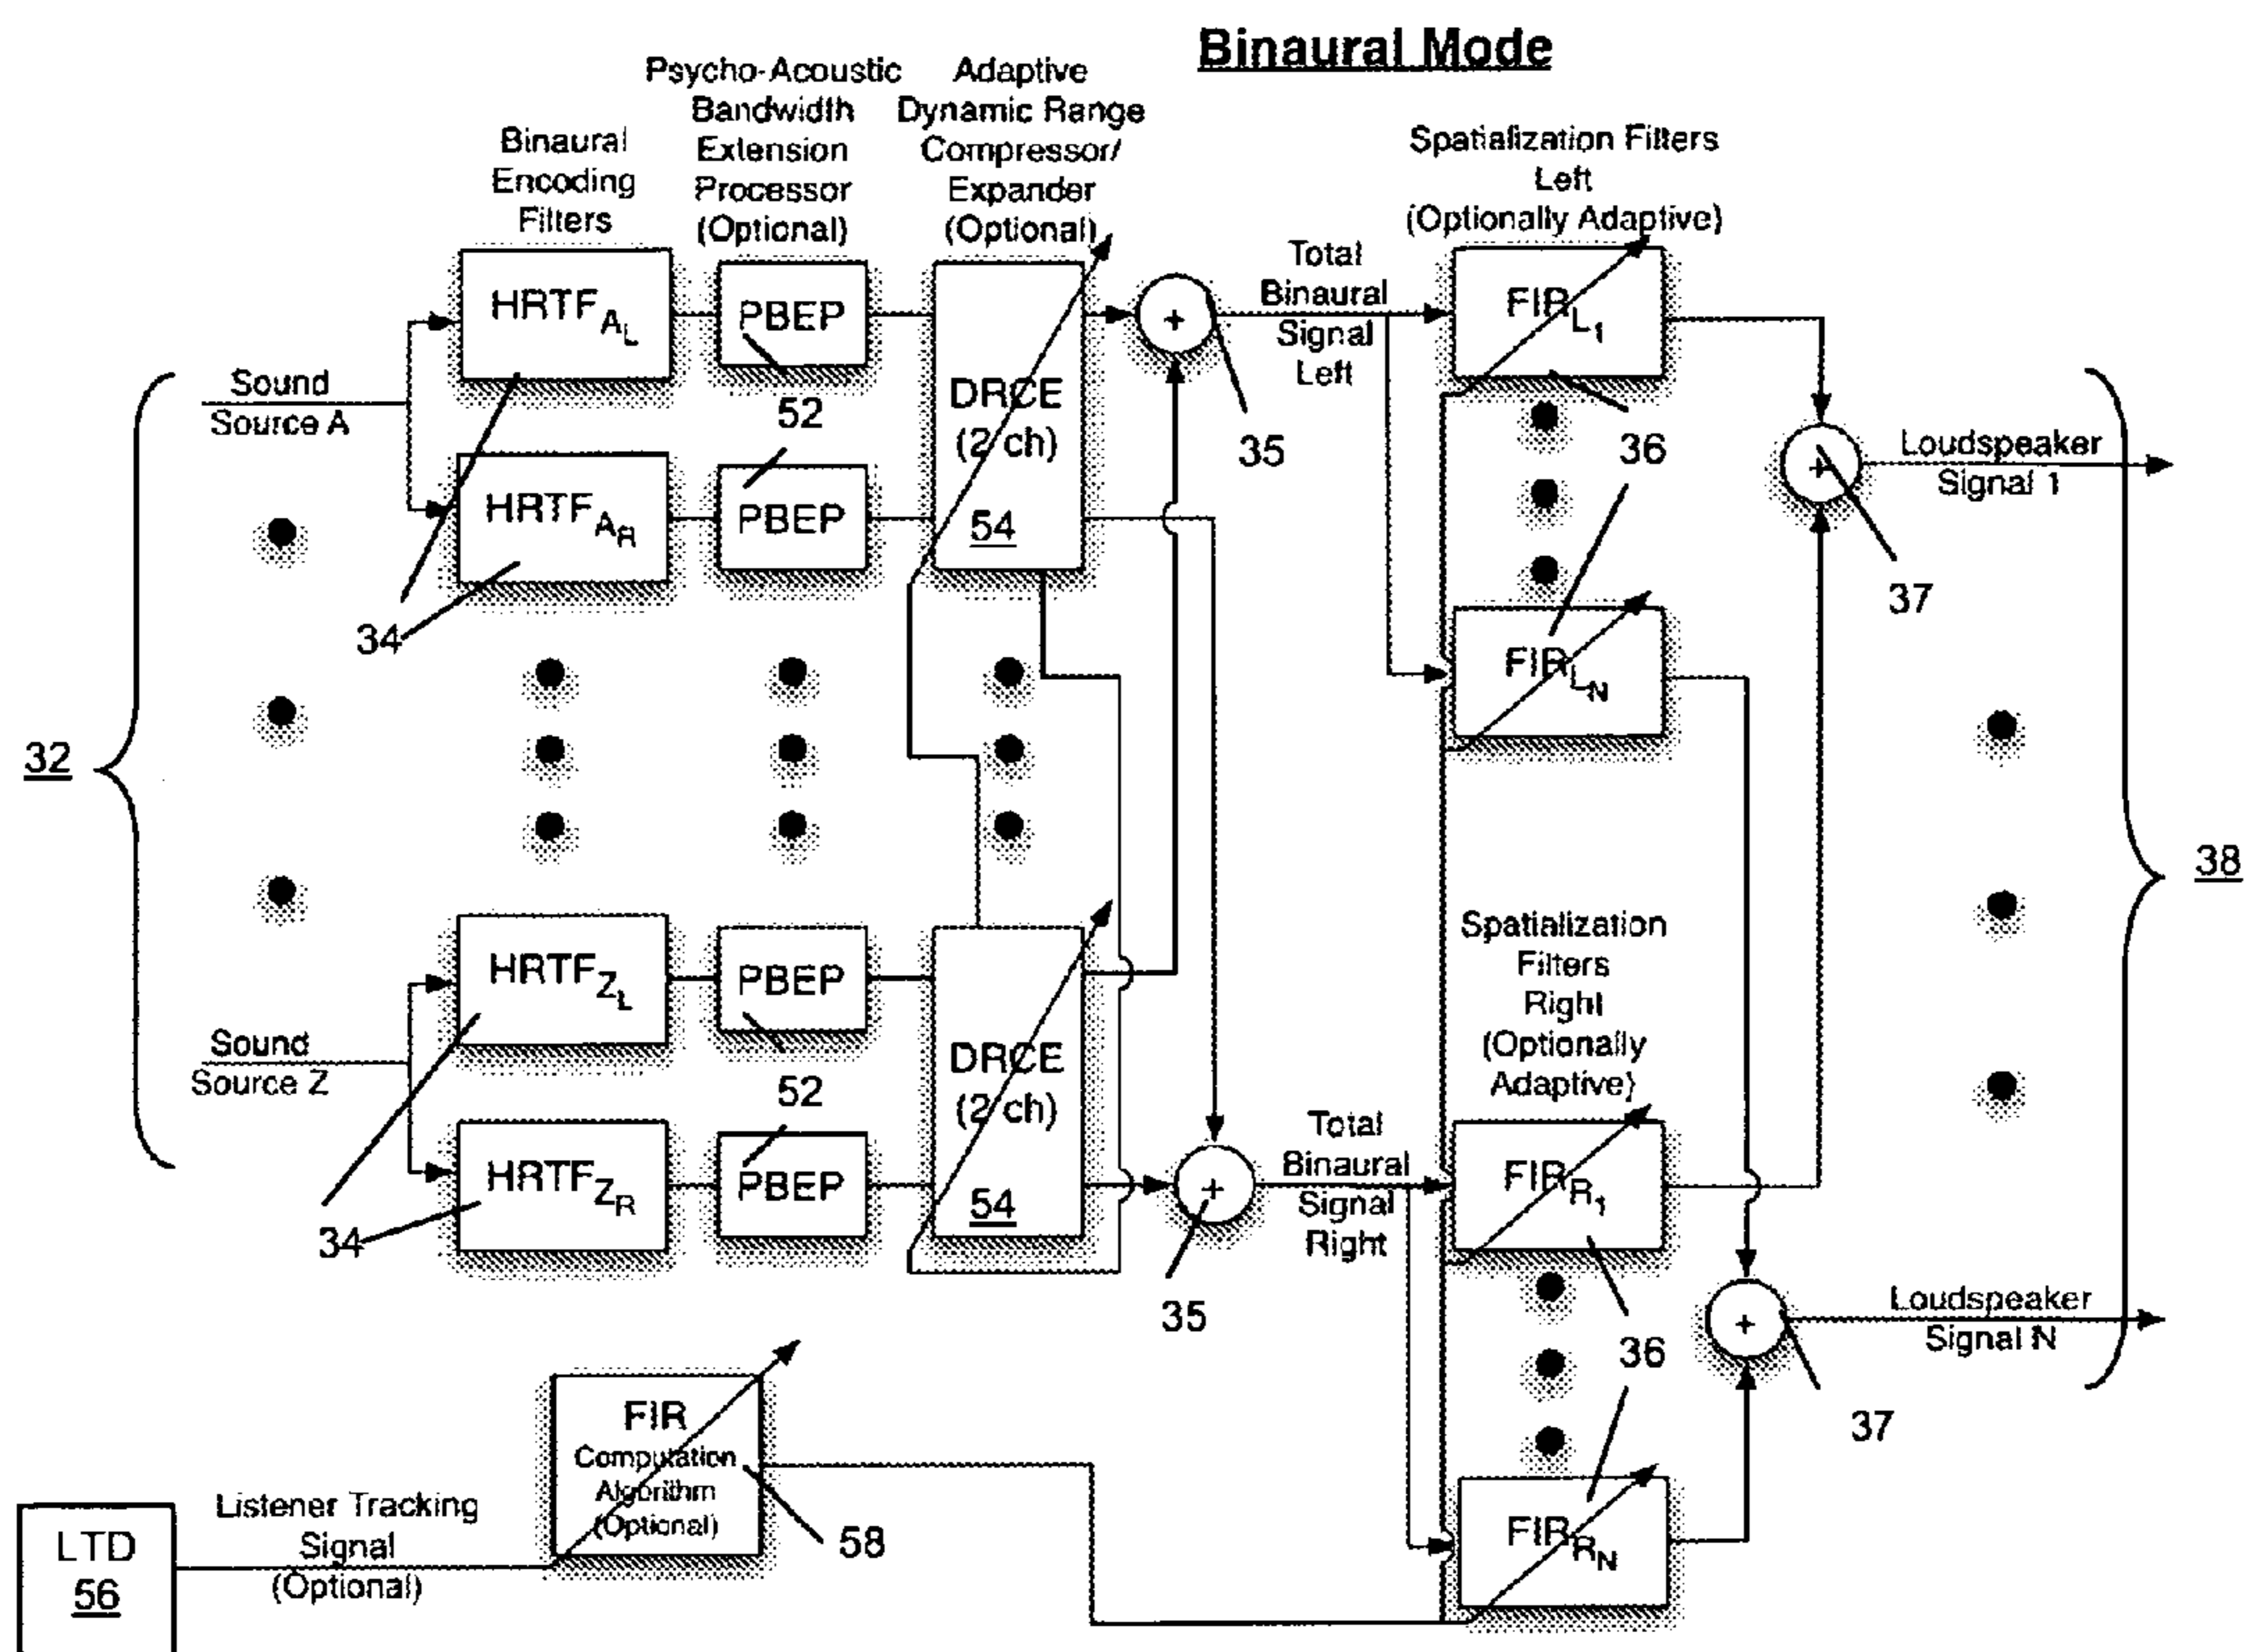 Binaural Mode
Psycho-Acoustic
Bandwidth
Extension
Processor
(Optional)
Adaptive
Dynamic Range
Compressor/
Expander
(Optional)
Binaural
Encoding
Filters
Spatialization Filters
Left
(Optionally Adaptive)
Sound
Source A
HRTF A L
PBEP
52
DRCE
(2 ch)
54
+
35
Total
Binaural
Signal
Left
FIR L 1
36
HRTF A R
PBEP
34
+
37
Loudspeaker
Signal 1
FIR L N
32
38
Spatialization
Filters
Right
(Optionally
Adaptive)
Sound
Source Z
HRTF Z L
PBEP
52
DRCE
(2 ch)
54
HRTF Z R
PBEP
34
+
35
Total
Binaural
Signal
Right
FIR R 1
36
+
37
Loudspeaker
Signal N
FIR R N
FIR
Computation
Algorithm
(Optional)
58
Listener Tracking
Signal
(Optional)
LTD
56